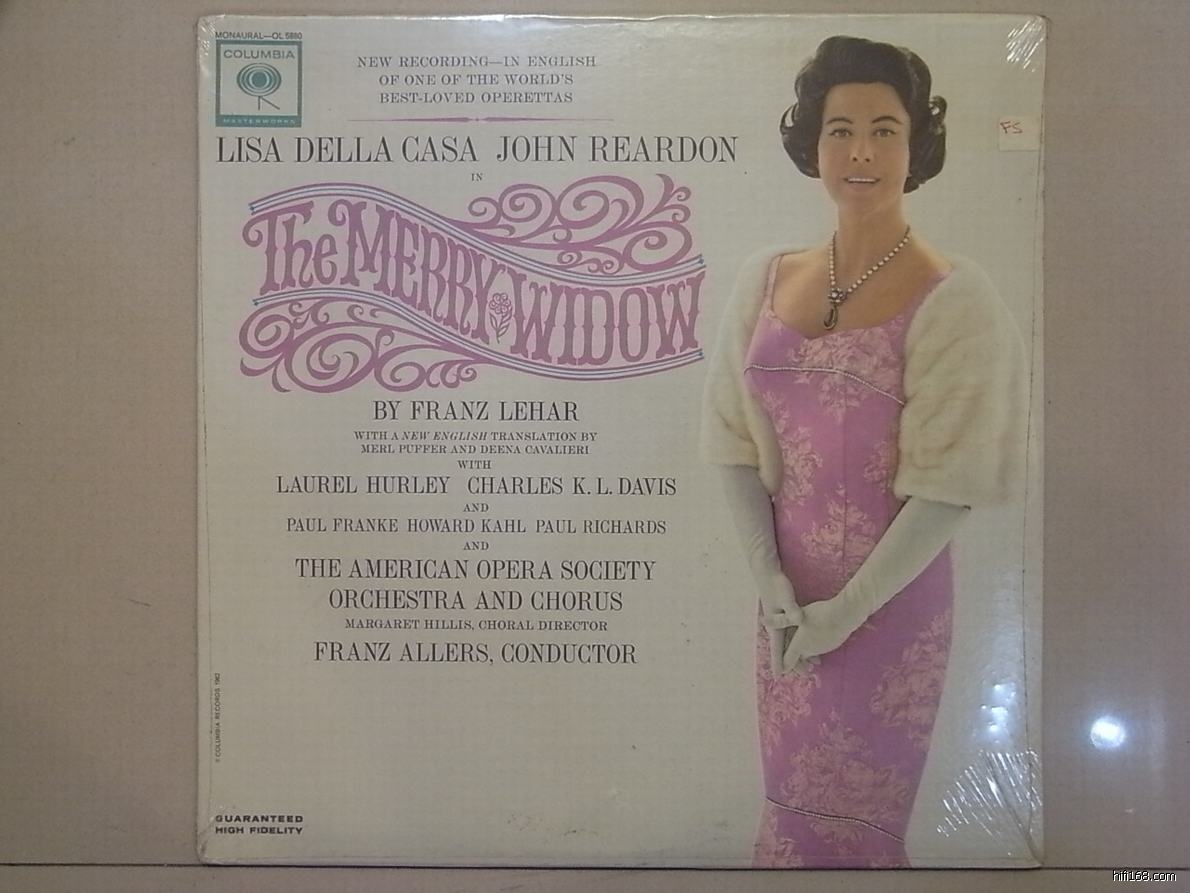 MONAURAL—OL 5880
COLUMBIA
MASTERWORKS
NEW RECORDING—IN ENGLISH
OF ONE OF THE WORLD'S
BEST-LOVED OPERETTAS
LISA DELLA CASA JOHN REARDON
IN
The MERRY WIDOW
BY FRANZ LEHAR
WITH A NEW ENGLISH TRANSLATION BY
MERL PUFFER AND DEENA CAVALIERI
WITH
LAUREL HURLEY CHARLES K. L. DAVIS
AND
PAUL FRANKE HOWARD KAHL PAUL RICHARDS
AND
THE AMERICAN OPERA SOCIETY
ORCHESTRA AND CHORUS
MARGARET HILLIS, CHORAL DIRECTOR
FRANZ ALLERS, CONDUCTOR
© COLUMBIA RECORDS 1962
GUARANTEED
HIGH FIDELITY
FS
hifi168.com